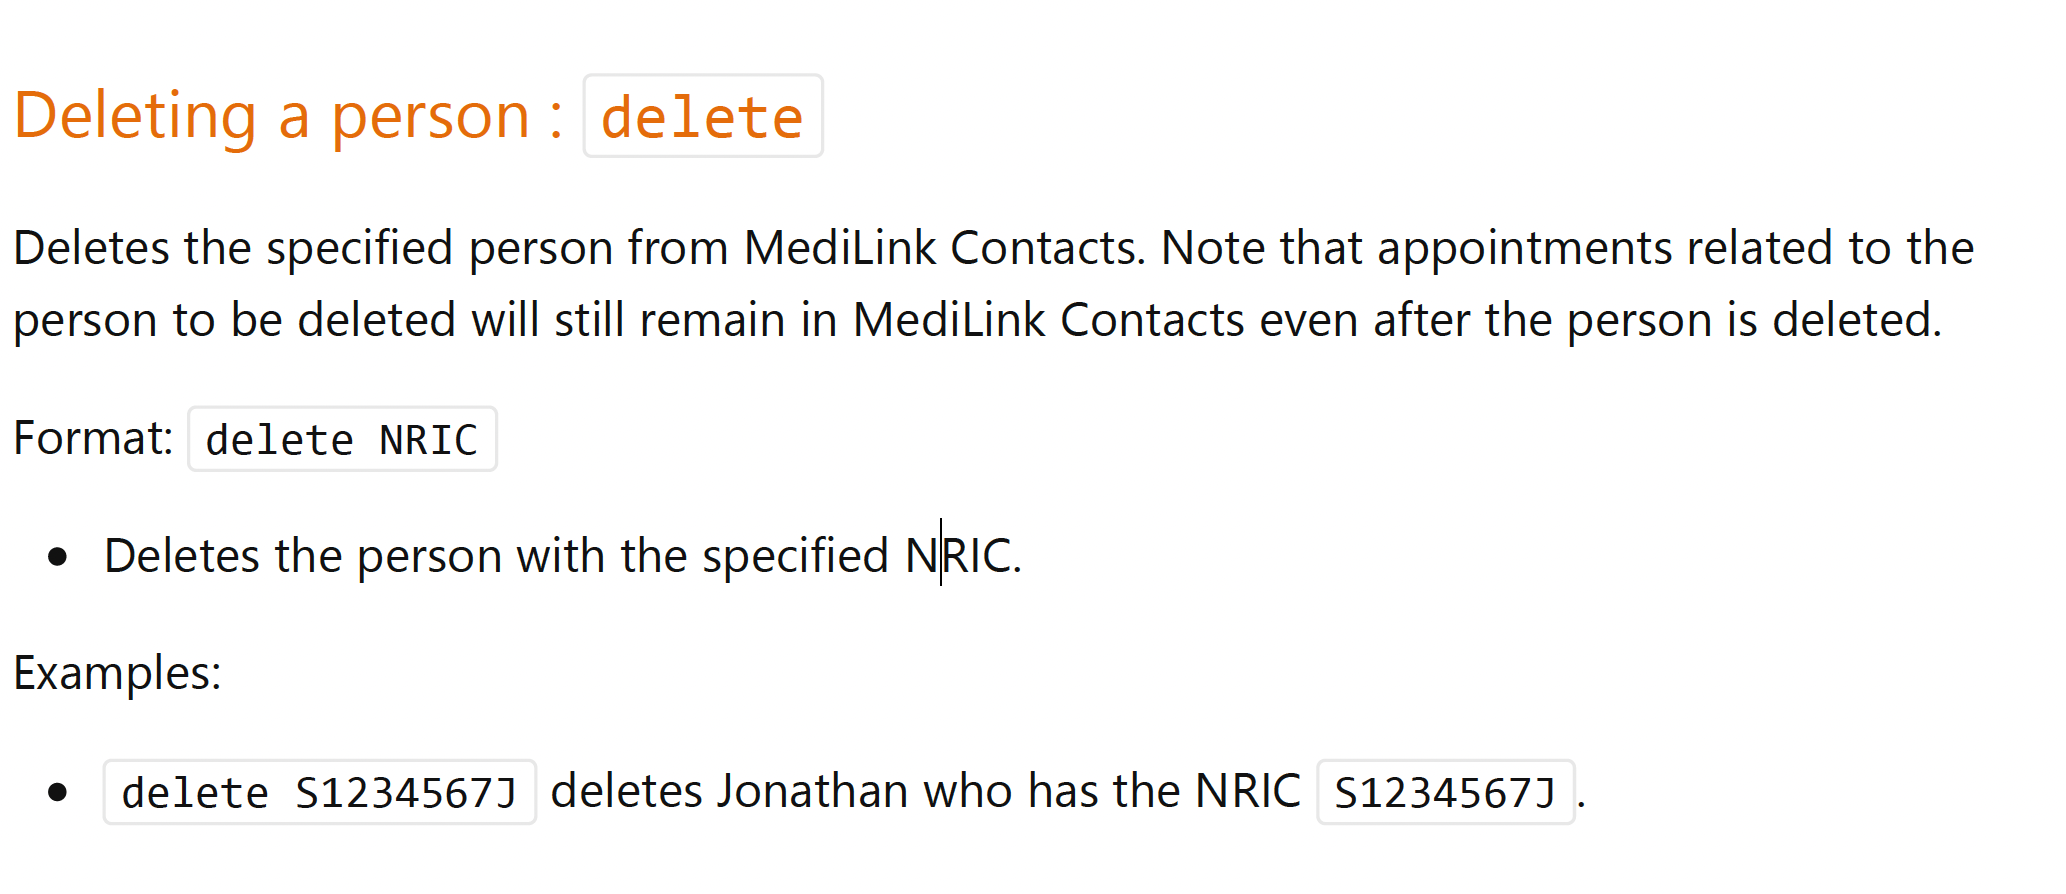 Deleting a person : delete
Deletes the specified person from MediLink Contacts. Note that appointments related to the
person to be deleted will still remain in MediLink Contacts even after the person is deleted.
Format: delete NRIC
• Deletes the person with the specified NRIC.
Examples:
• delete S1234567J deletes Jonathan who has the NRIC S1234567J.